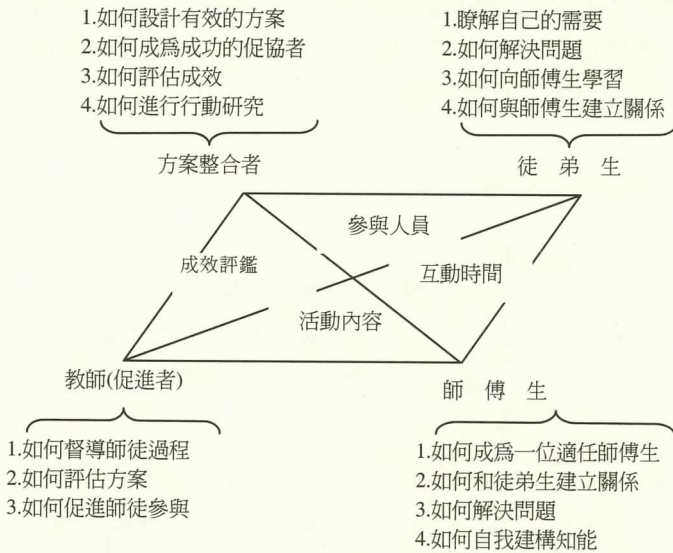 1.如何設計有效的方案
2.如何成爲成功的促協者
3.如何評估成效
4.如何進行行動研究
方案整合者
1.瞭解自己的需要
2.如何解決問題
3.如何向師傅生學習
4.如何與師傅生建立關係
徒弟生
參與人員
成效評鑑
互動時間
活動內容
教師(促進者)
1.如何督導師徒過程
2.如何評估方案
3.如何促進師徒參與
師傅生
1.如何成爲一位適任師傅生
2.如何和徒弟生建立關係
3.如何解決問題
4.如何自我建構知能